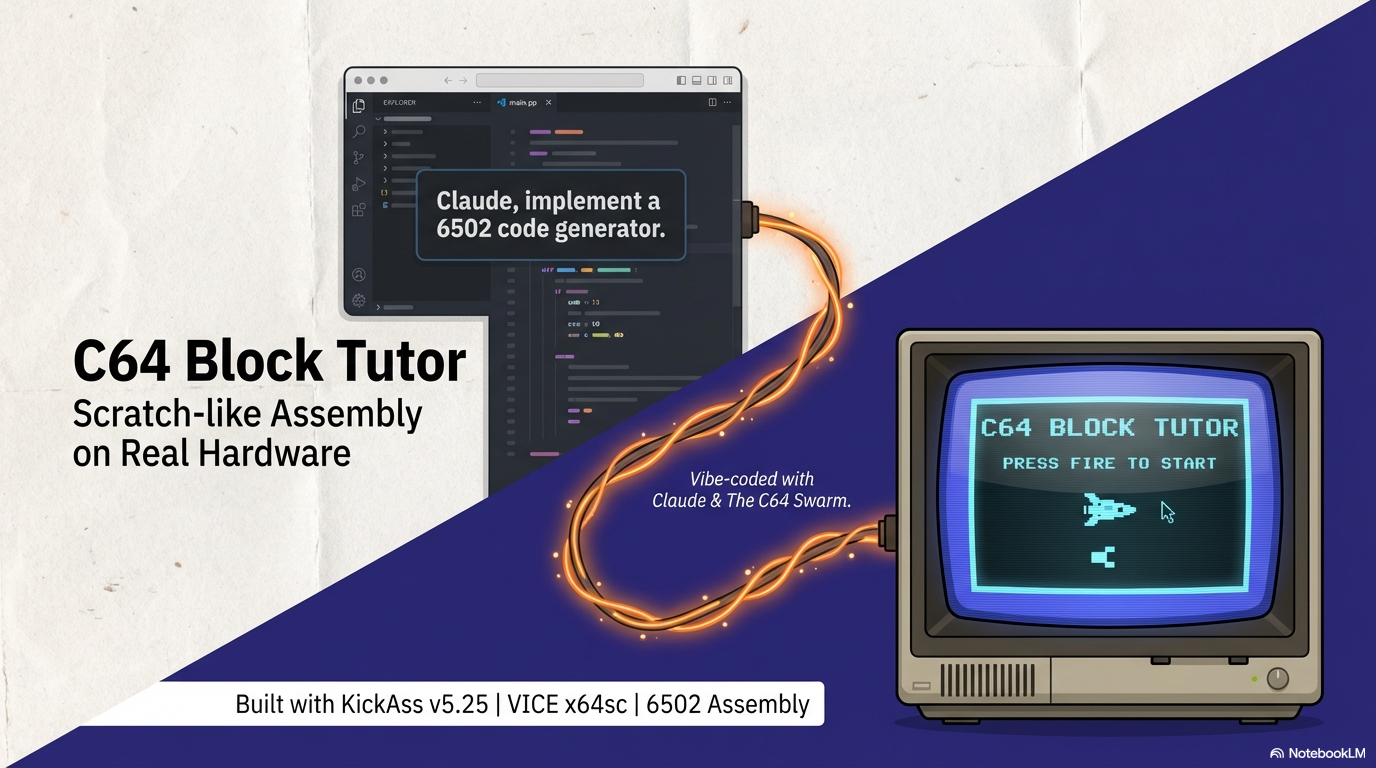 EXPLORER
main.pp
Claude, implement a
6502 code generator.
C64 Block Tutor
Scratch-like Assembly
on Real Hardware
Vibe-coded with
Claude & The C64 Swarm.
C64 BLOCK TUTOR
PRESS FIRE TO START
Built with KickAss v5.25 | VICE x64sc | 6502 Assembly
NotebookLM